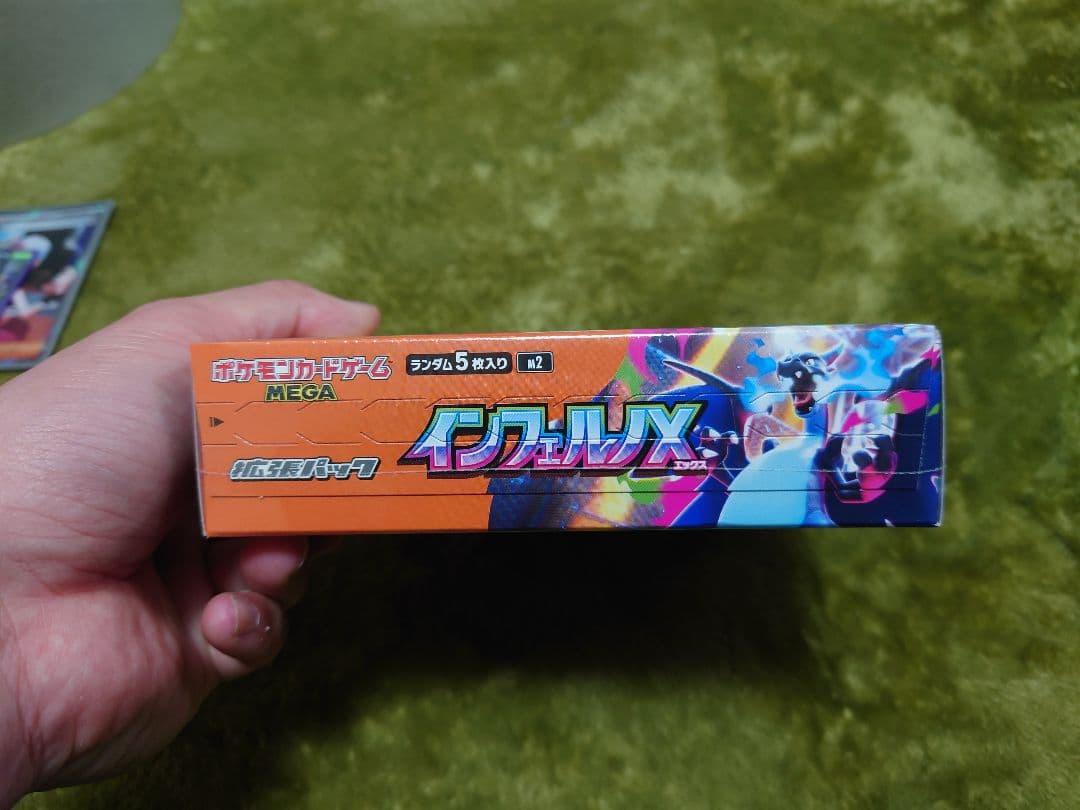 ポケモンカードゲーム
MEGA
ランダム5枚入り M2
拡張パック
インフェルノX
エックス